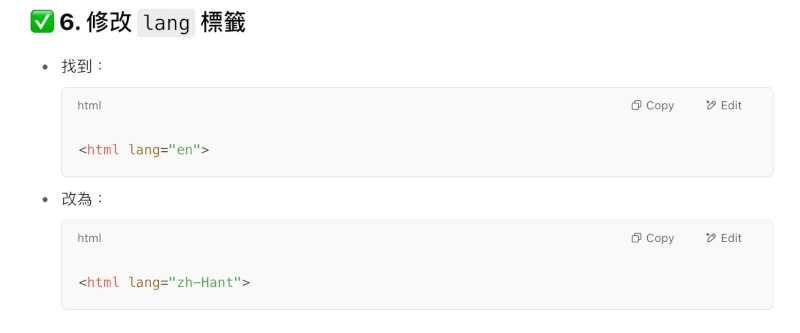 ✅ 6. 修改 lang 標籤
• 找到：
html Copy Edit
<html lang="en">
• 改為：
html Copy Edit
<html lang="zh-Hant">